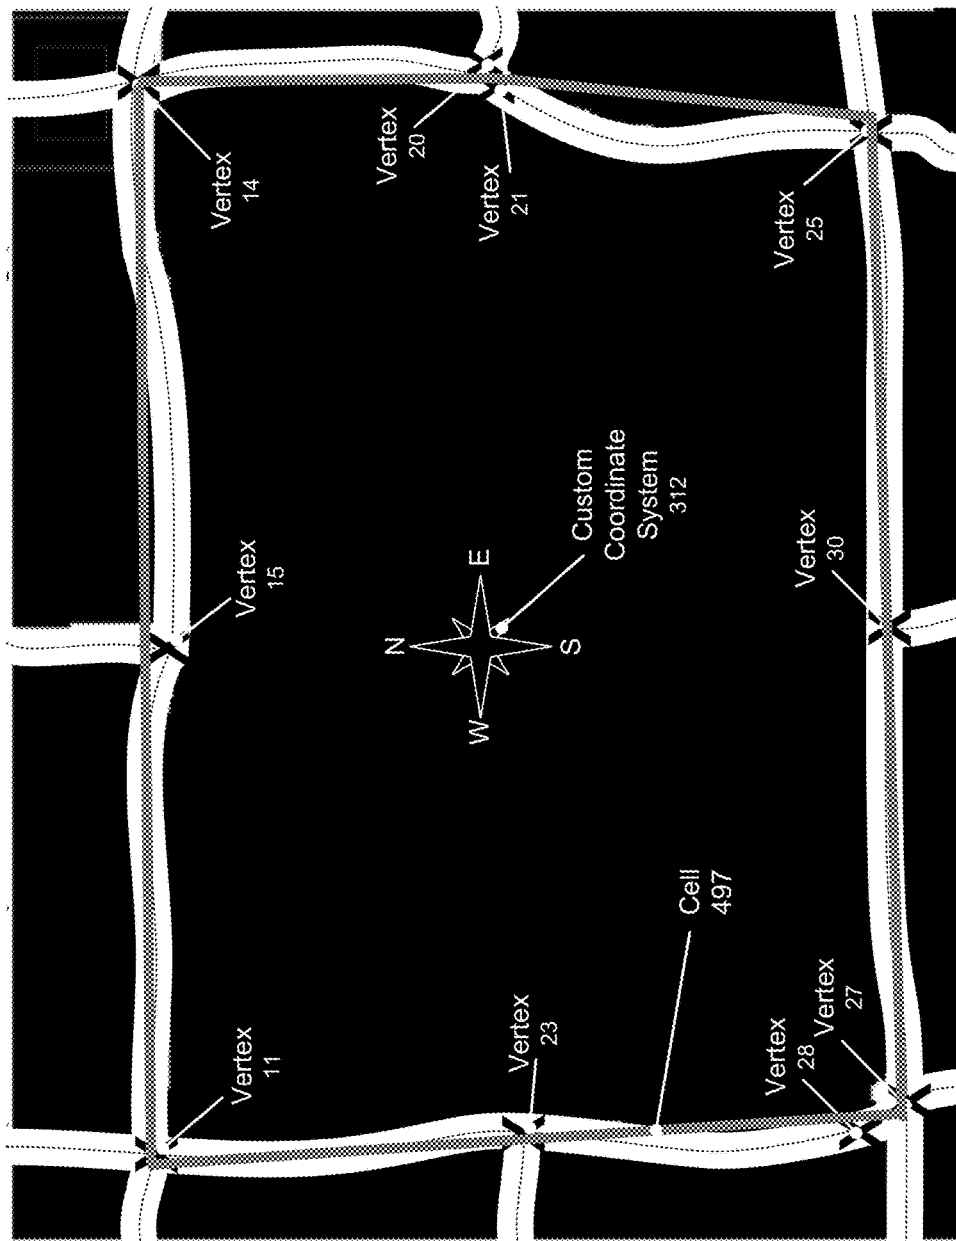 Vertex
14
Vertex
20
Vertex
21
Vertex
25
Vertex
15
N
E
S
W
Custom
Coordinate
System
312
Vertex
30
Cell
497
Vertex
11
Vertex
23
Vertex
28
Vertex
27